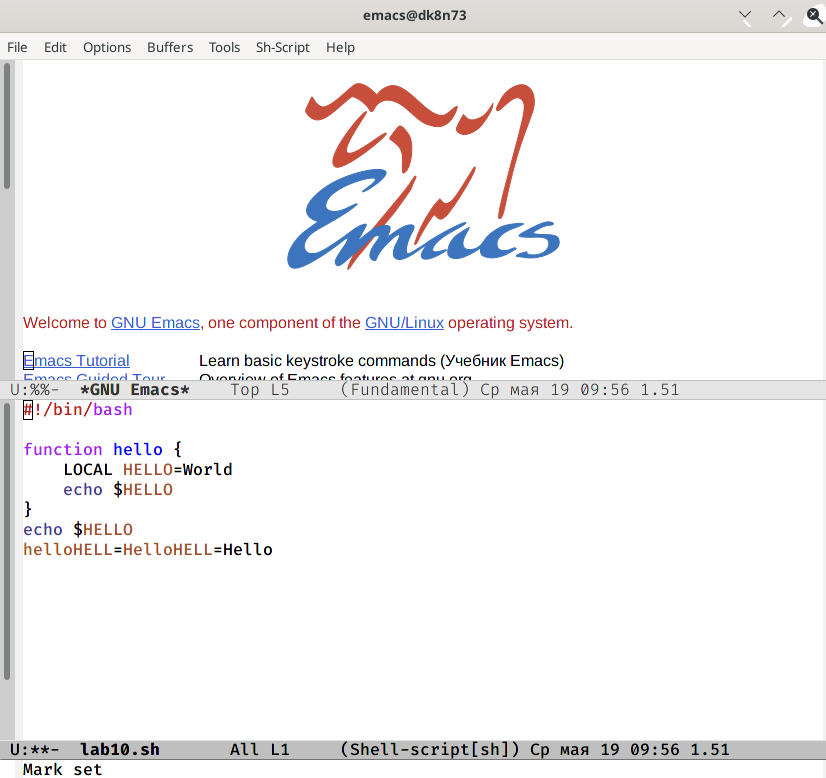 emacs@dk8n73
File Edit Options Buffers Tools Sh-Script Help
Emacs
Welcome to GNU Emacs, one component of the GNU/Linux operating system.
Emacs Tutorial Learn basic keystroke commands (Учебник Emacs)
Emacs Guided Tour Overview of Emacs features at gnu.org
U:%%- *GNU Emacs* Top L5 (Fundamental) Ср мая 19 09:56 1.51
#!/bin/bash
function hello {
    LOCAL HELLO=World
    echo $HELLO
}
echo $HELLO
helloHELL=HelloHELL=Hello
U:**- lab10.sh All L1 (Shell-script[sh]) Ср мая 19 09:56 1.51
Mark set